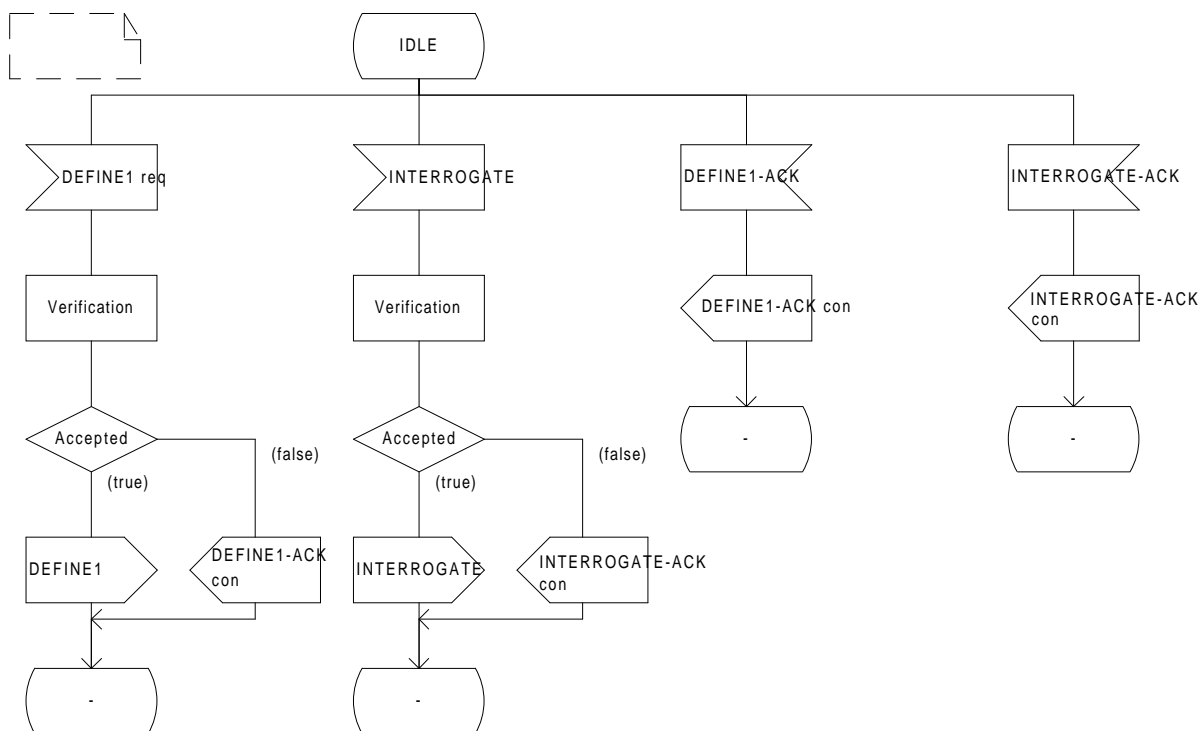 IDLE
DEFINE1 req
INTERROGATE
DEFINE1-ACK
INTERROGATE-ACK
Verification
Verification
DEFINE1-ACK con
INTERROGATE-ACK
con
Accepted
(false)
(true)
Accepted
(false)
(true)
-
-
DEFINE1
DEFINE1-ACK
con
INTERROGATE
INTERROGATE-ACK
con
-
-